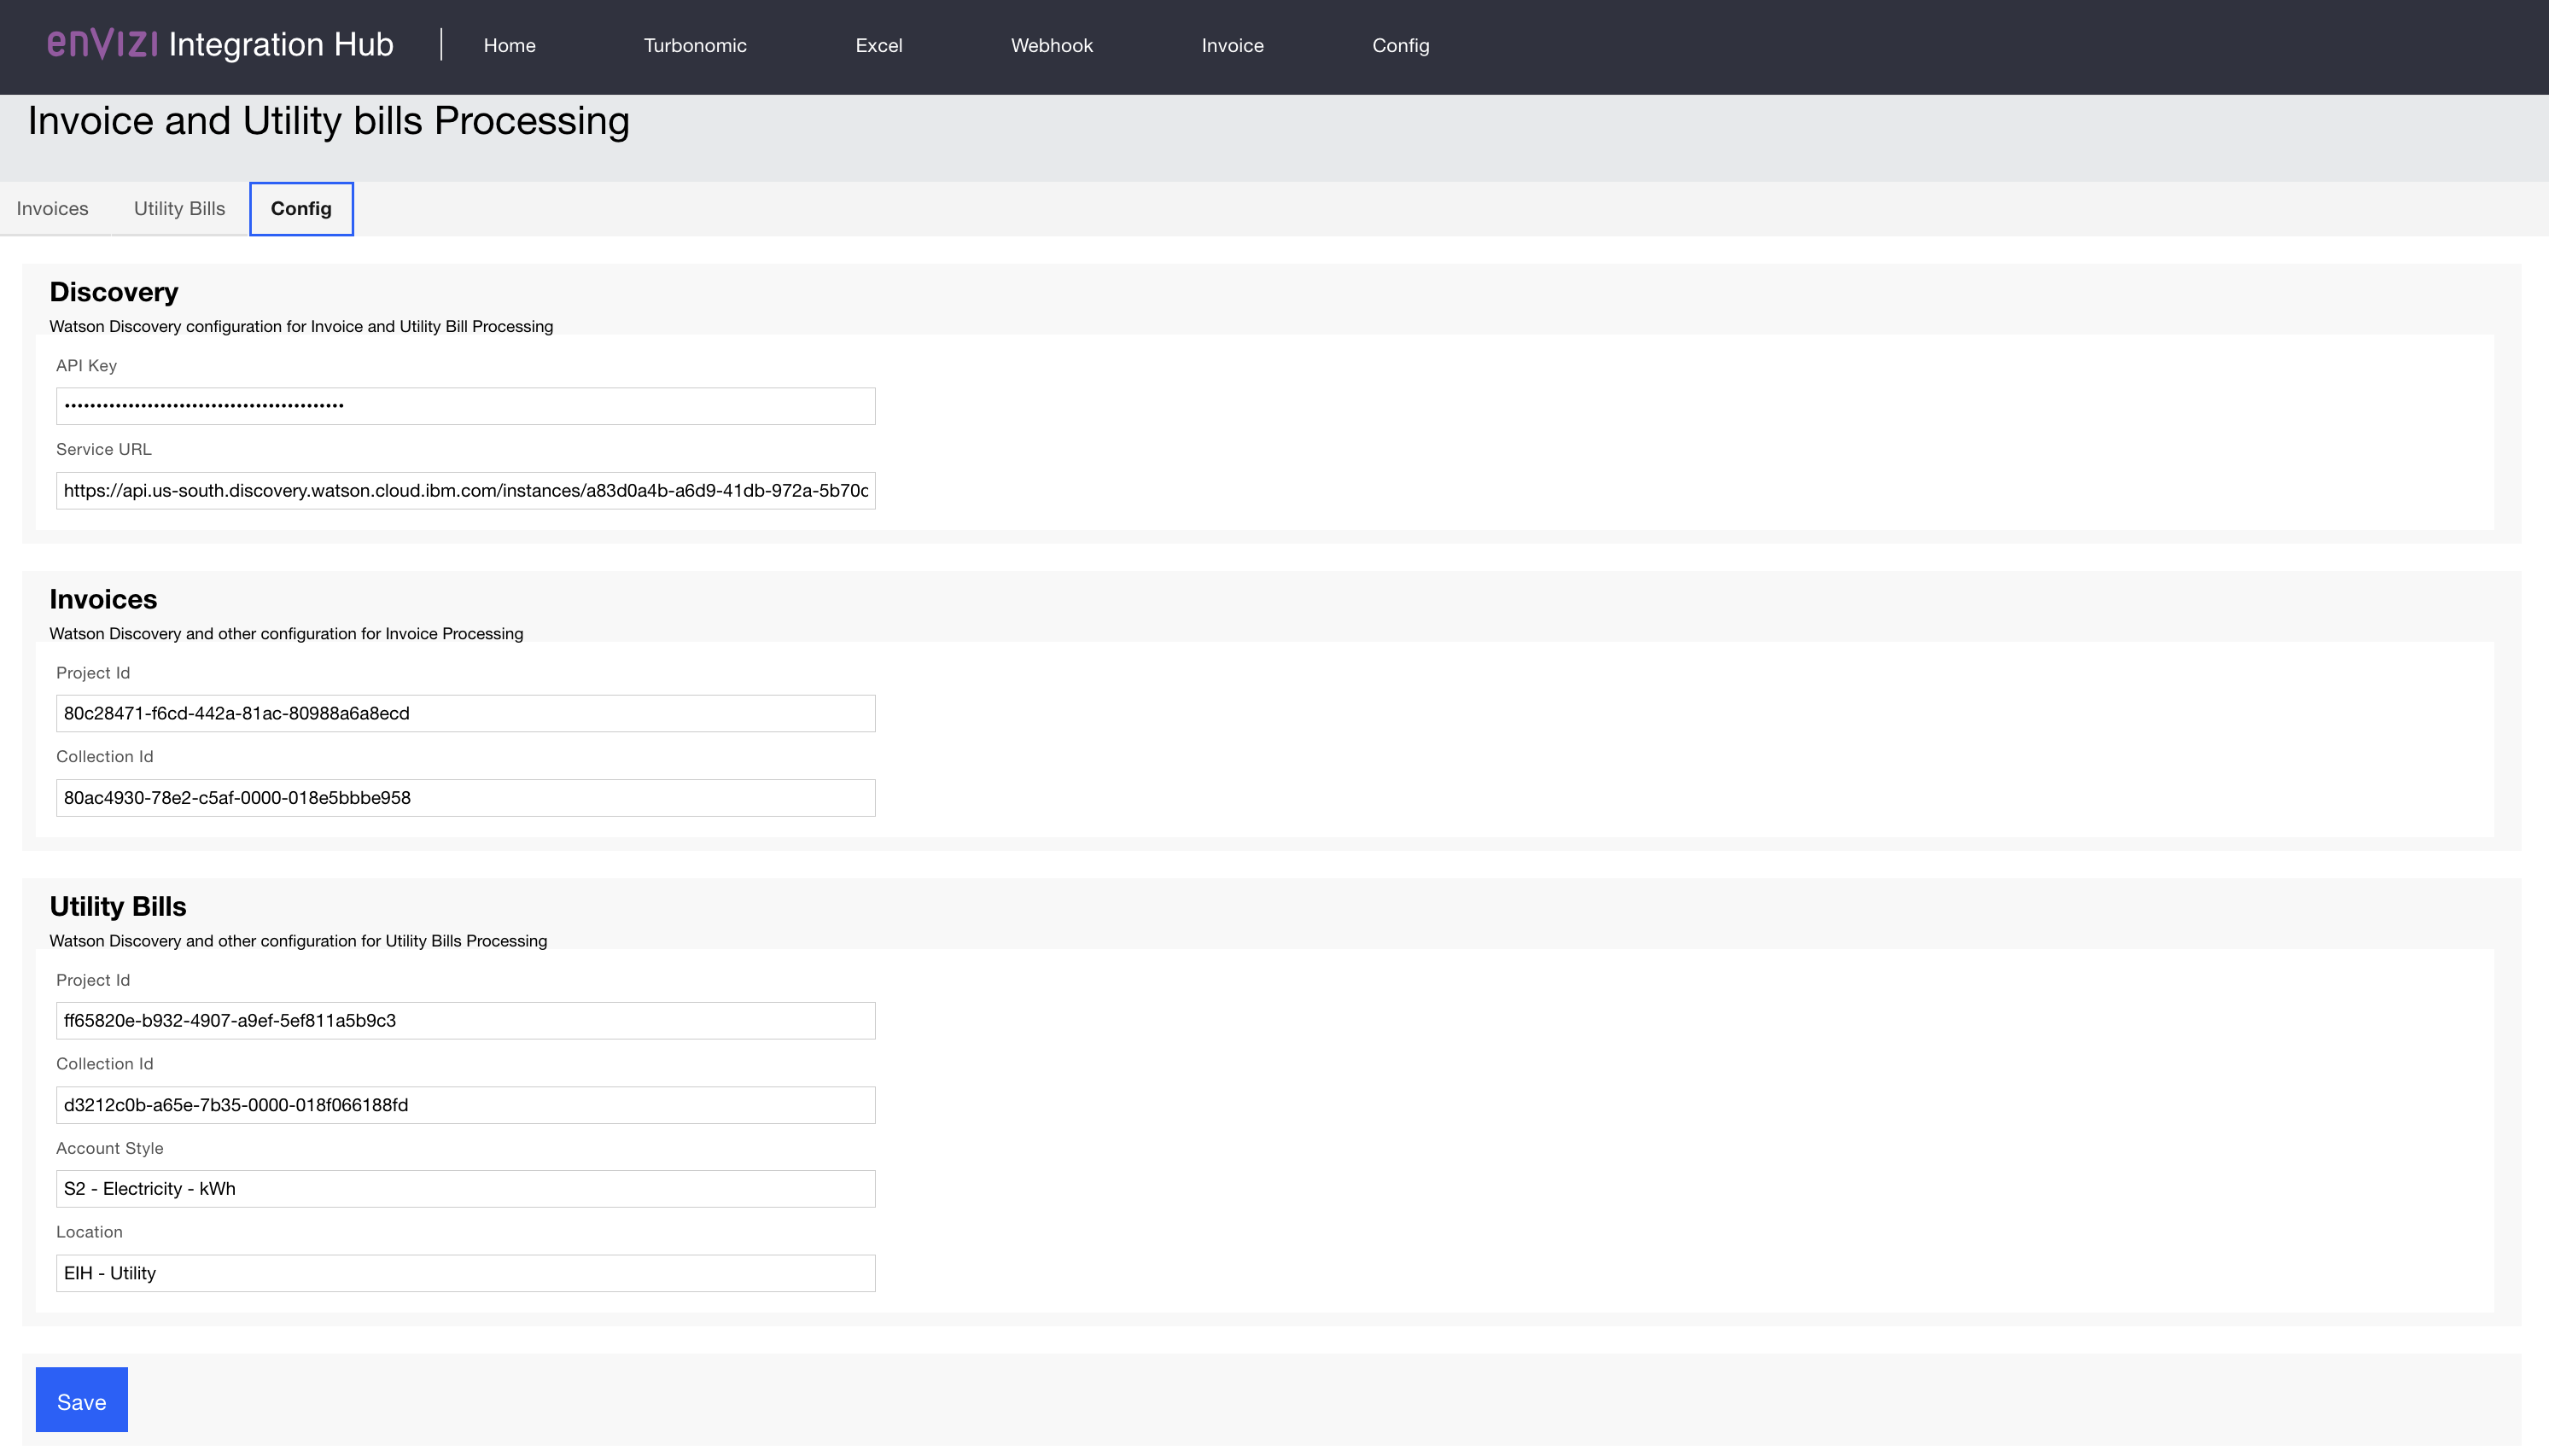 enVIZI Integration Hub Home Turbonomic Excel Webhook Invoice Config
Invoice and Utility bills Processing
Invoices Utility Bills Config
Discovery
Watson Discovery configuration for Invoice and Utility Bill Processing
API Key
••••••••••••••••••••••••••••••••••••••••••••
Service URL
https://api.us-south.discovery.watson.cloud.ibm.com/instances/a83d0a4b-a6d9-41db-972a-5b70c
Invoices
Watson Discovery and other configuration for Invoice Processing
Project Id
80c28471-f6cd-442a-81ac-80988a6a8ecd
Collection Id
80ac4930-78e2-c5af-0000-018e5bbbe958
Utility Bills
Watson Discovery and other configuration for Utility Bills Processing
Project Id
ff65820e-b932-4907-a9ef-5ef811a5b9c3
Collection Id
d3212c0b-a65e-7b35-0000-018f066188fd
Account Style
S2 - Electricity - kWh
Location
EIH - Utility
Save